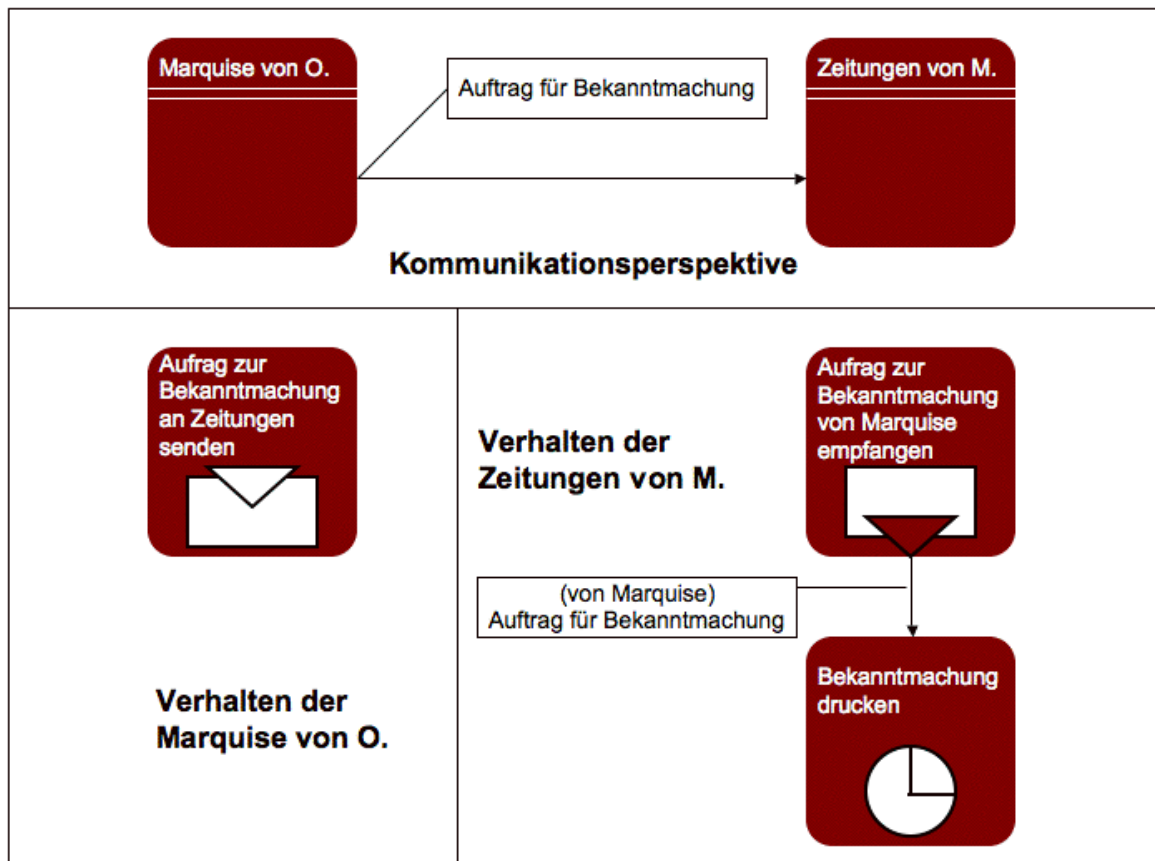 Marquise von O.
Auftrag für Bekanntmachung
Zeitungen von M.
Kommunikationsperspektive
Aufrag zur
Bekanntmachung
an Zeitungen
senden
Verhalten der
Marquise von O.
Verhalten der
Zeitungen von M.
Aufrag zur
Bekanntmachung
von Marquise
empfangen
(von Marquise)
Auftrag für Bekanntmachung
Bekanntmachung
drucken